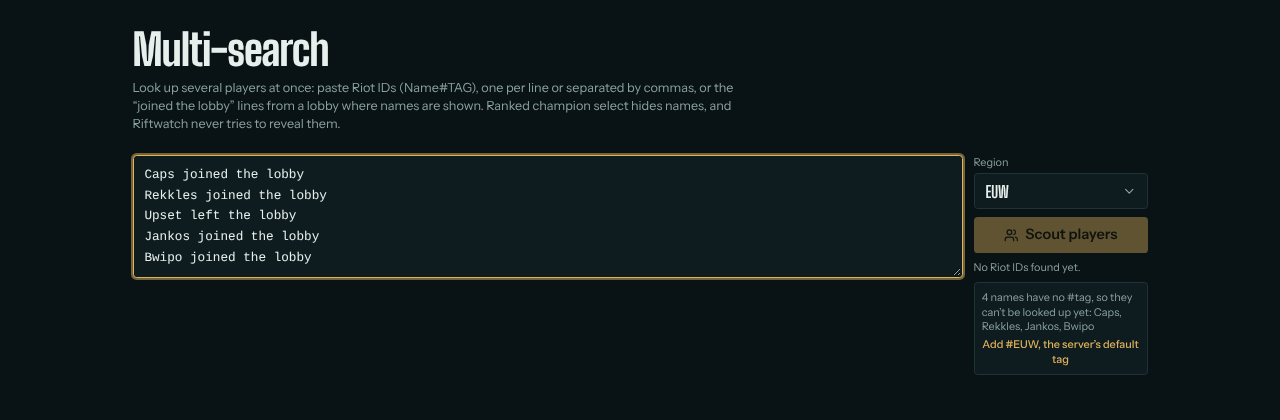 Multi-search
Look up several players at once: paste Riot IDs (Name#TAG), one per line or separated by commas, or the
“joined the lobby” lines from a lobby where names are shown. Ranked champion select hides names, and
Riftwatch never tries to reveal them.
Caps joined the lobby
Rekkles joined the lobby
Upset left the lobby
Jankos joined the lobby
Bwipo joined the lobby
Region
EUW
Scout players
No Riot IDs found yet.
4 names have no #tag, so they
can’t be looked up yet: Caps,
Rekkles, Jankos, Bwipo
Add #EUW, the server’s default
tag